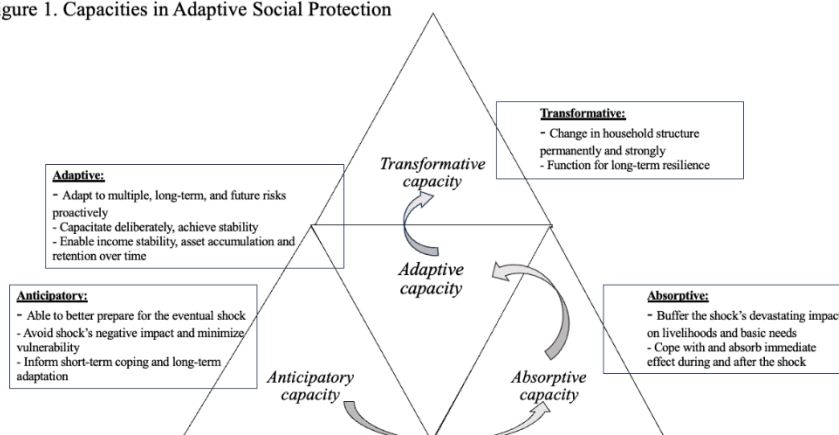 igure 1. Capacities in Adaptive Social Protection
Transformative:
- Change in household structure
permanently and strongly
- Function for long-term resilience
Transformative
capacity
Adaptive:
- Adapt to multiple, long-term, and future risks
proactively
- Capacitate deliberately, achieve stability
- Enable income stability, asset accumulation and
retention over time
Adaptive
capacity
Anticipatory:
- Able to better prepare for the eventual shock
- Avoid shock's negative impact and minimize
vulnerability
- Inform short-term coping and long-term
adaptation
Absorptive:
- Buffer the shock's devastating impac
on livelihoods and basic needs
- Cope with and absorb immediate
effect during and after the shock
Anticipatory
capacity
Absorptive
capacity